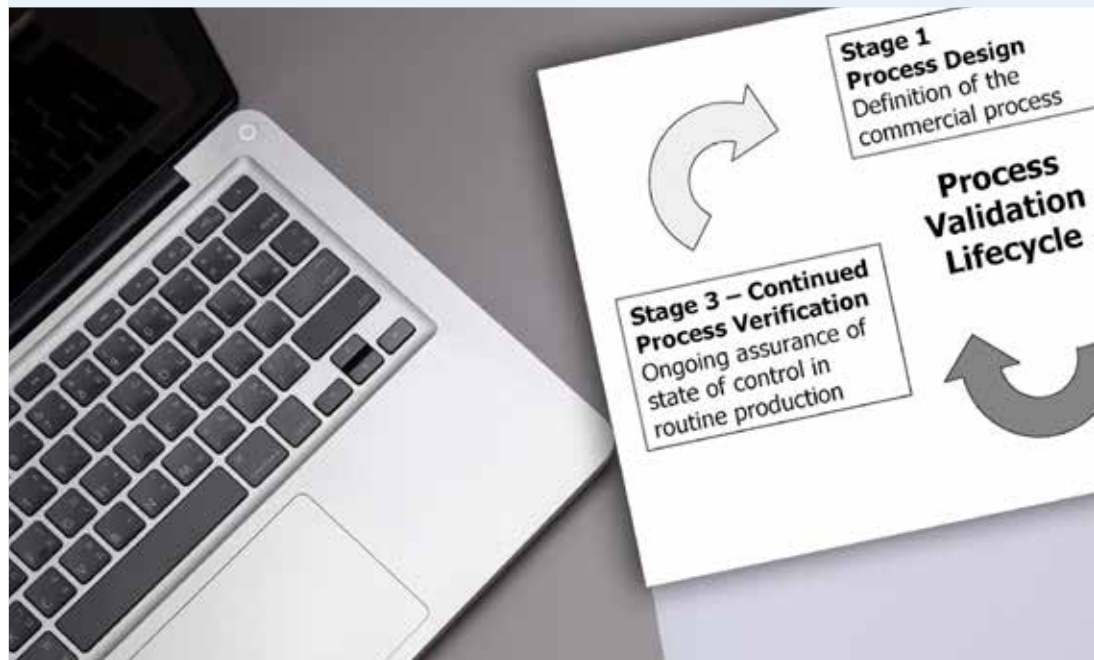 Stage 1
Process Design
Definition of the
commercial process
Process
Validation
Lifecycle
Stage 3 – Continued
Process Verification
Ongoing assurance of
state of control in
routine production